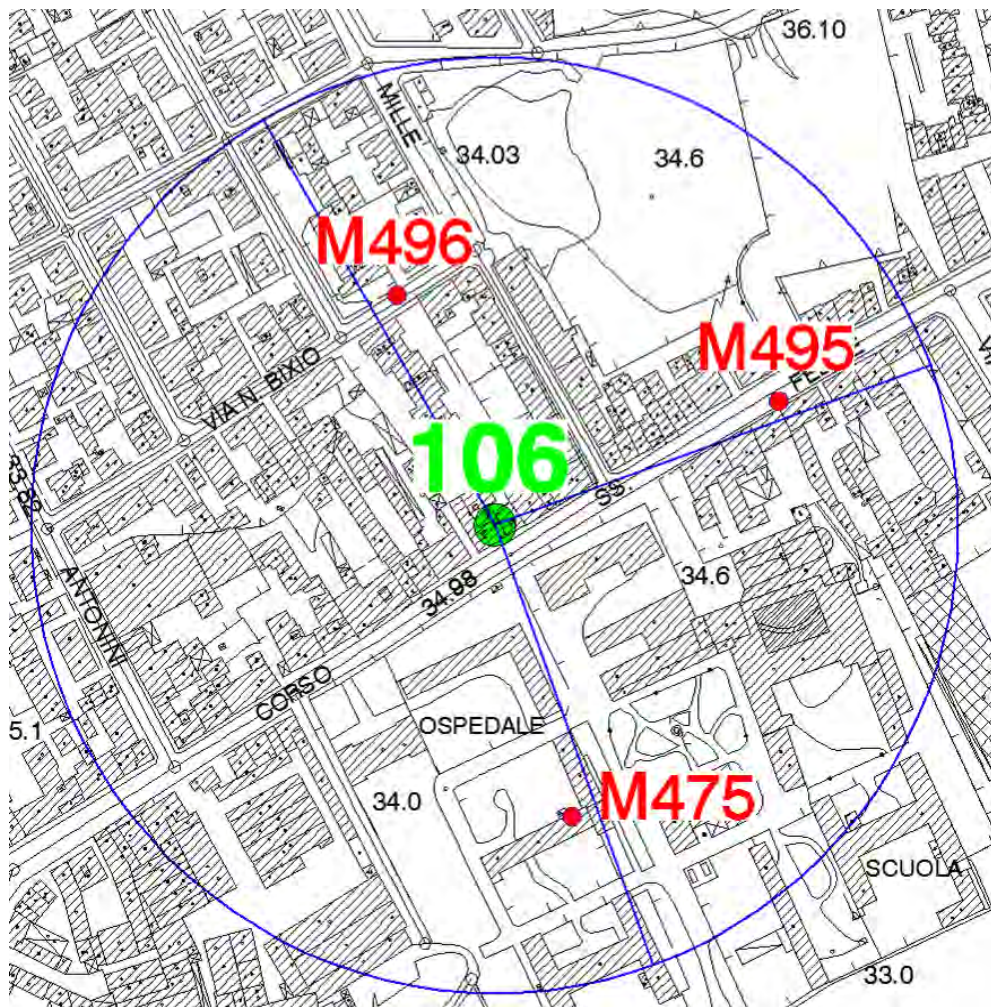 36.10
MILLE
34.03
34.6
M496
M495
FES
VIA N. BIXIO
106
SS.
33.82
34.98
34.6
ANTONINI
CORSO
5.1
OSPEDALE
34.0
M475
SCUOLA
33.0